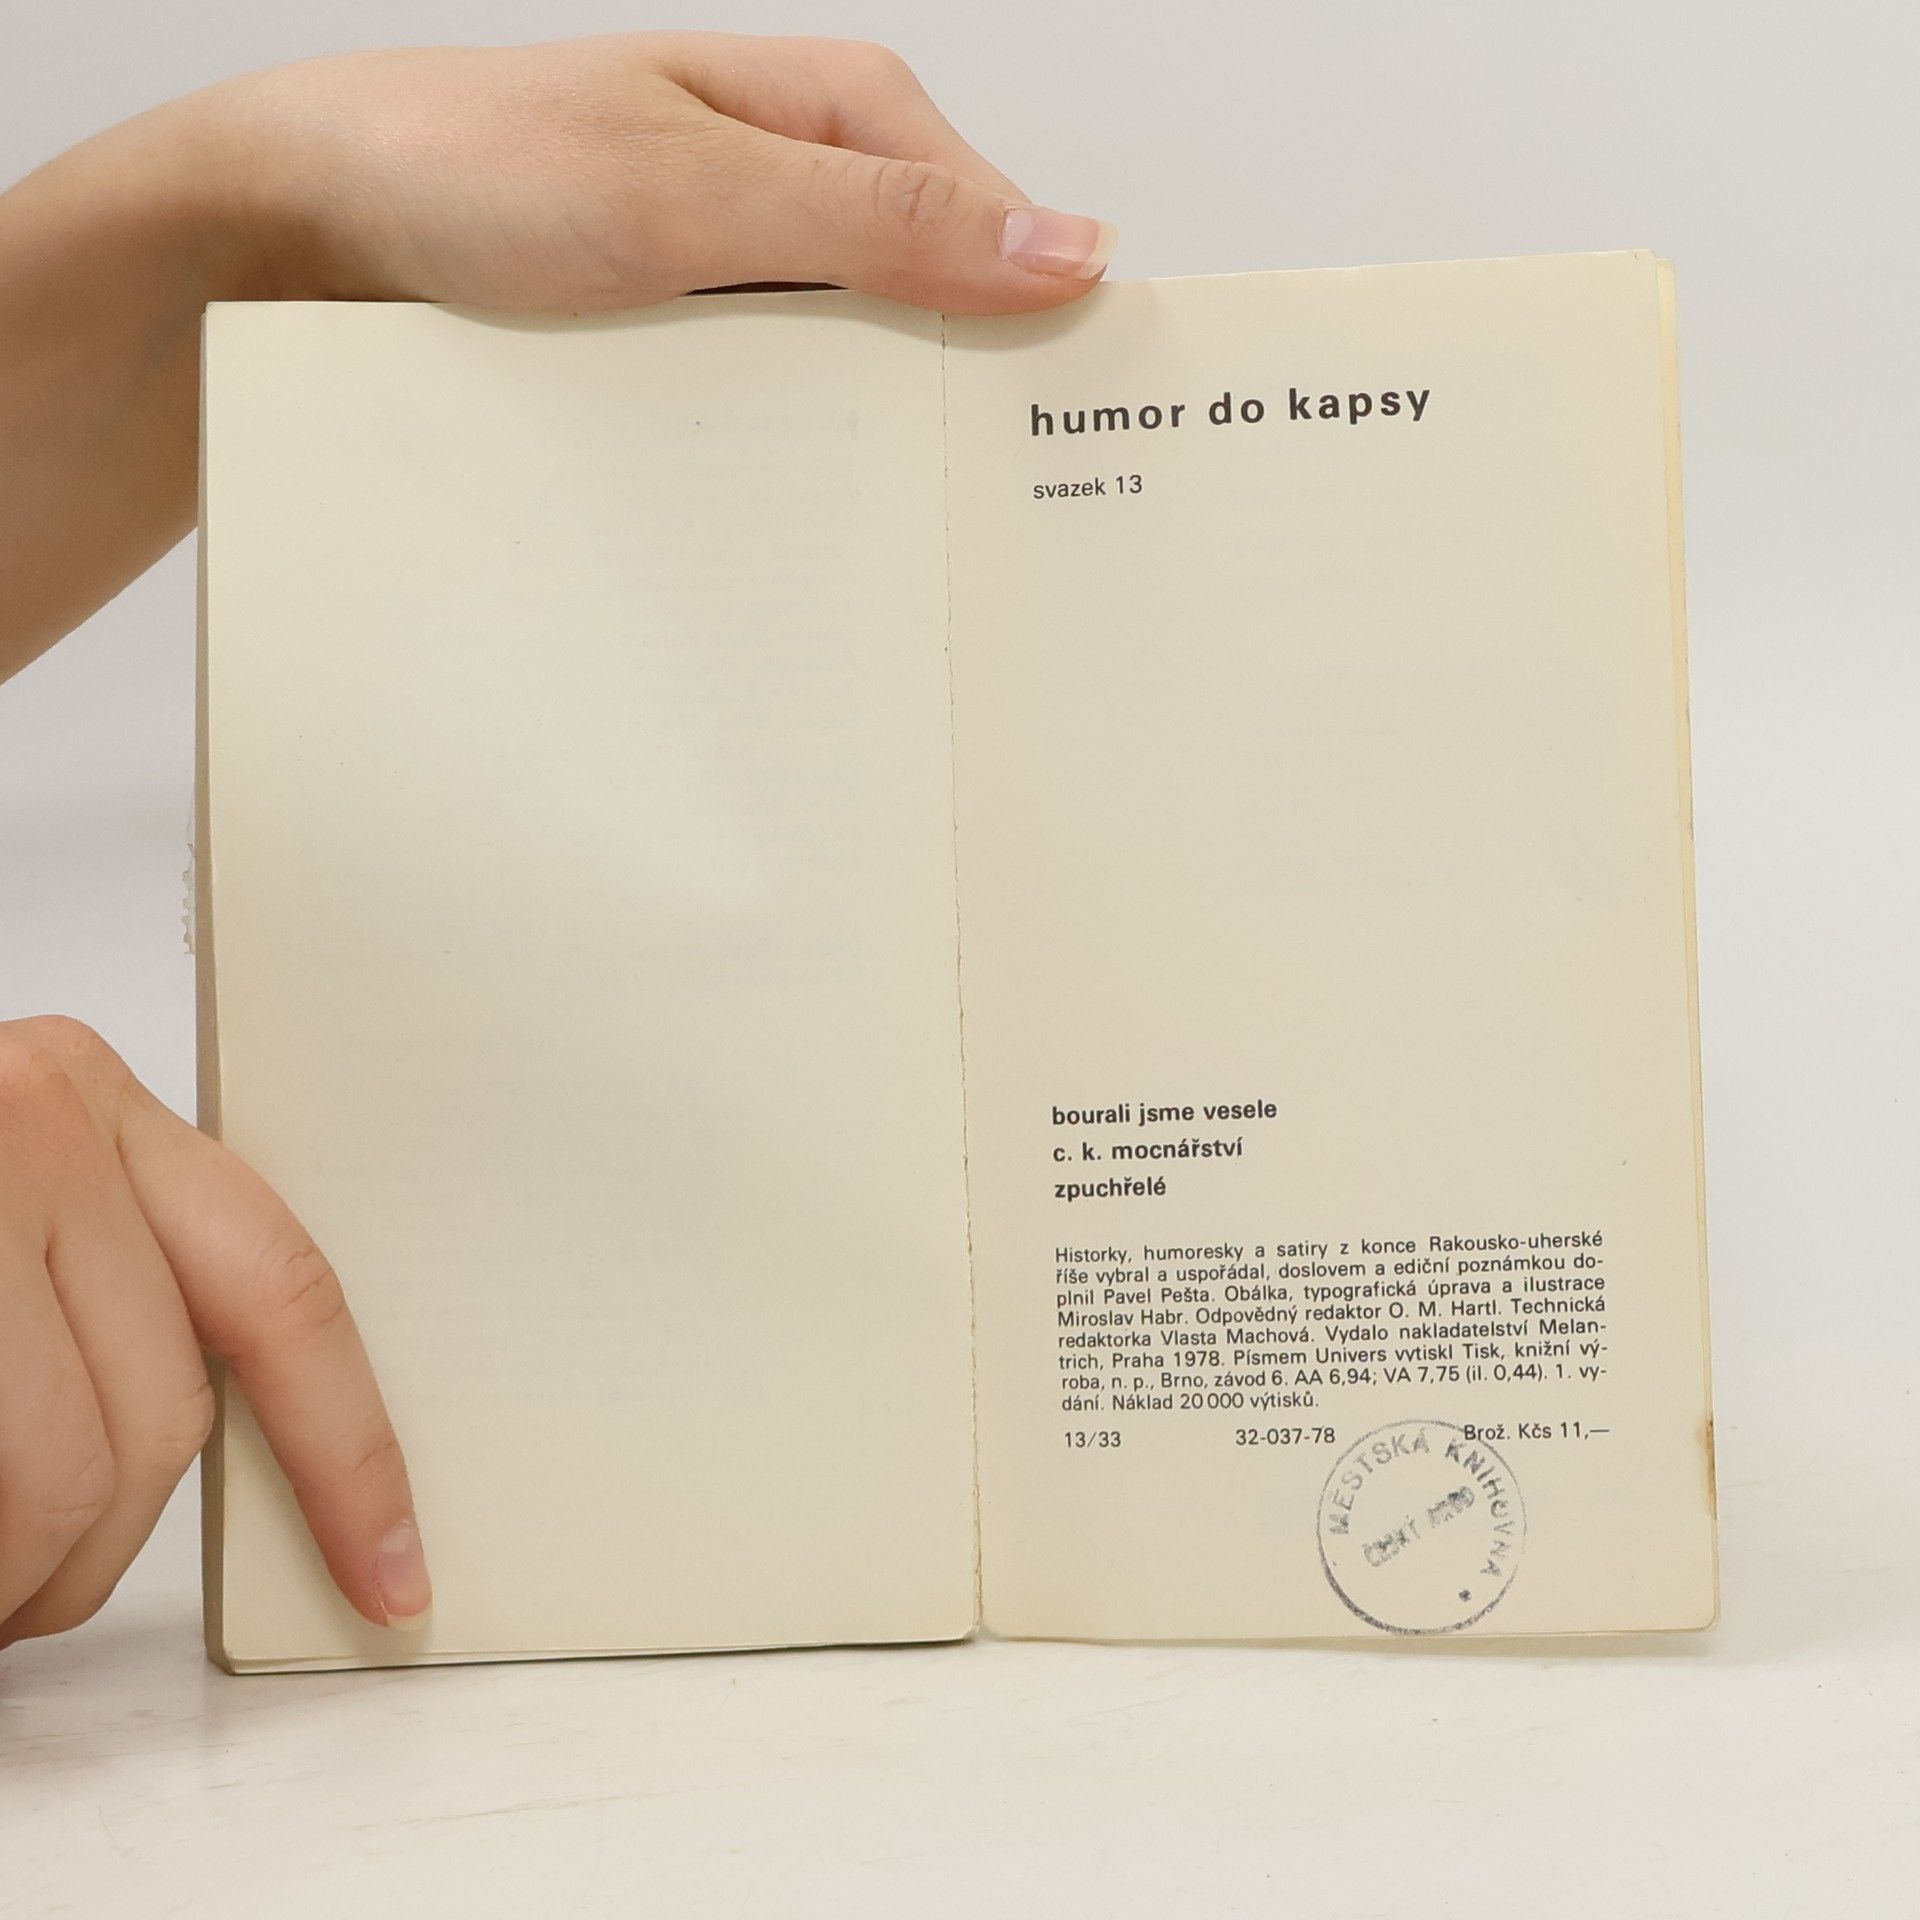 humor do kapsy
svazek 13
bourali jsme vesele
c. k. mocnářství
zpuchřelé
Historky, humoresky a satiry z konce Rakousko-uherské
říše vybral a uspořádal, doslovem a ediční poznámkou do-
plnil Pavel Pešta. Obálka, typografická úprava a ilustrace
Miroslav Habr. Odpovědný redaktor O. M. Hartl. Technická
redaktorka Vlasta Machová. Vydalo nakladatelství Melan-
trich, Praha 1978. Písmem Univers vytiskl Tisk, knižní vý-
roba, n. p., Brno, závod 6. AA 6,94; VA 7,75 (il. 0,44). 1. vy-
dání. Náklad 20 000 výtisků.
13/33 32-037-78 Brož. Kčs 11,—
MĚSTSKÁ KNIHOVNA
ČESKÝ